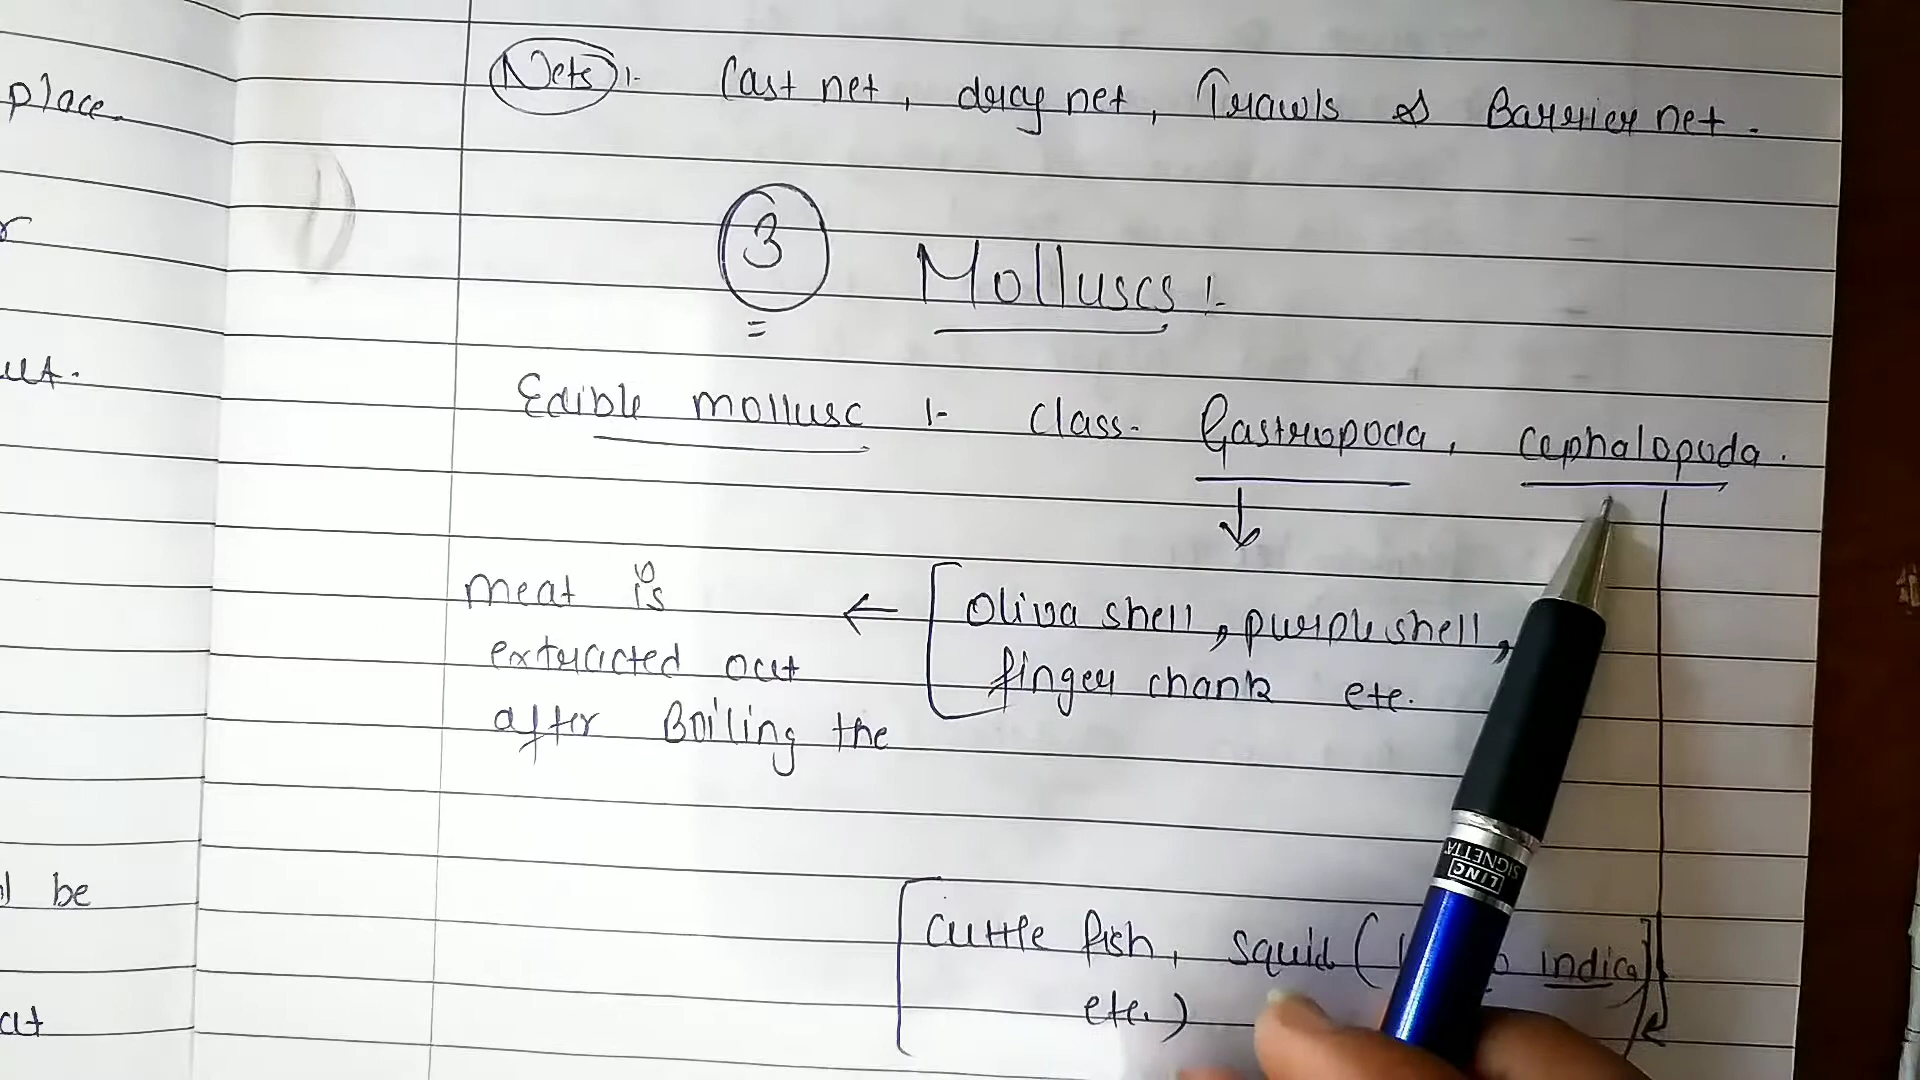 place.
r
ut.
be
at
Nets :- Cast net, drag net, Trawls & Barrier net.
3 Molluscs :-
Edible mollusc :- Class- Gastropoda, Cephalopoda.
Oliva shell, purple shell,
finger chank etc.
meat is
extracted out
after Boiling the
Cuttle fish, squid ( indica
etc.)
LINC
SIGNETTA